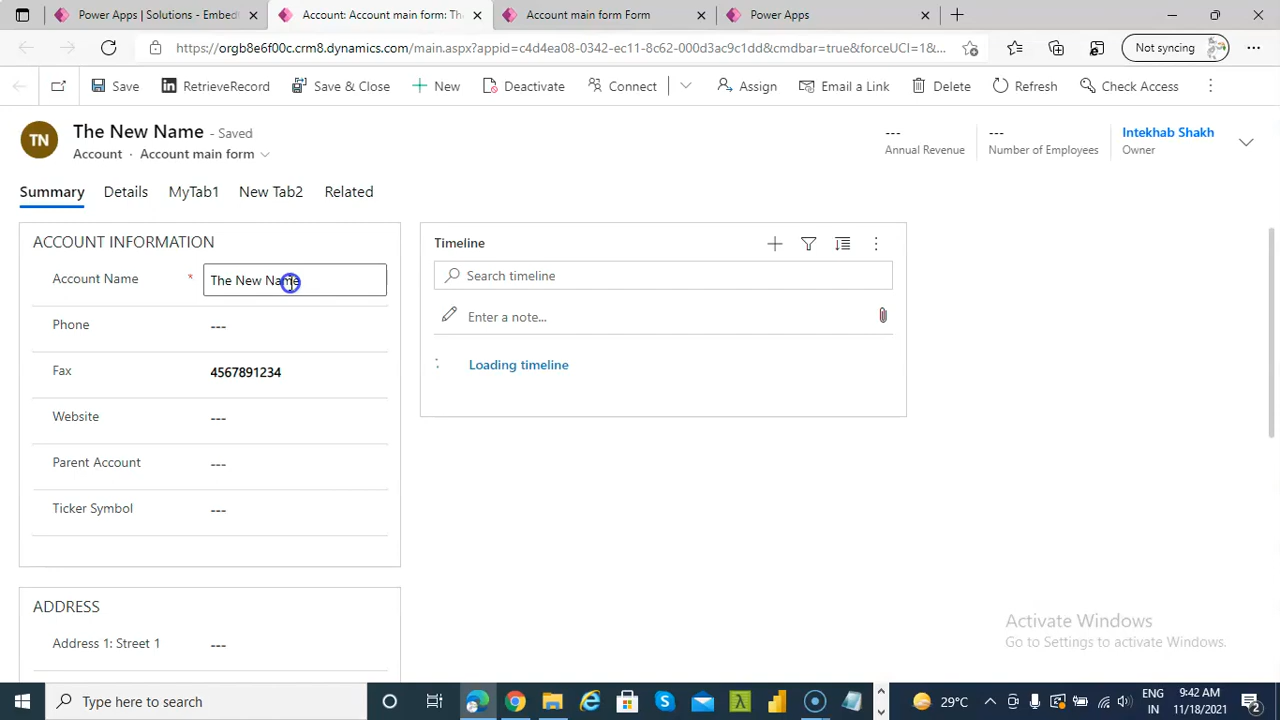 Power Apps | Solutions - Embed
Account: Account main form: The
Account main form Form
Power Apps
https://orgb8e6f00c.crm8.dynamics.com/main.aspx?appid=c4d4ea08-0342-ec11-8c62-000d3ac9c1dd&cmdbar=true&forceUCI=1&...
Not syncing
Save
RetrieveRecord
Save & Close
New
Deactivate
Connect
Assign
Email a Link
Delete
Refresh
Check Access
TN
The New Name - Saved
Account · Account main form
---
Annual Revenue
---
Number of Employees
Intekhab Shakh
Owner
Summary
Details
MyTab1
New Tab2
Related
ACCOUNT INFORMATION
Account Name * The New Name
Phone ---
Fax 4567891234
Website ---
Parent Account ---
Ticker Symbol ---
ADDRESS
Address 1: Street 1 ---
Timeline
Search timeline
Enter a note...
Loading timeline
Activate Windows
Go to Settings to activate Windows.
Type here to search
29°C
ENG
IN
9:42 AM
11/18/2021
2